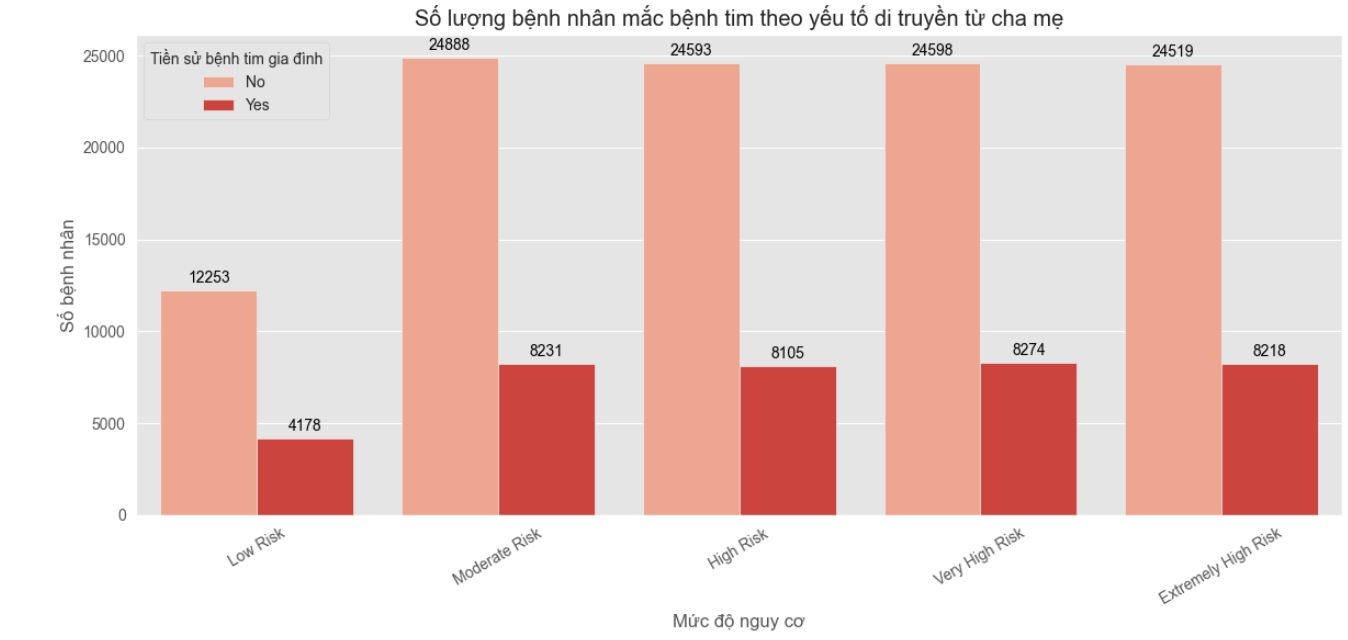 Số lượng bệnh nhân mắc bệnh tim theo yếu tố di truyền từ cha mẹ
Tiền sử bệnh tim gia đình
No
Yes
Số bệnh nhân
25000
20000
15000
10000
5000
0
12253
4178
24888
8231
24593
8105
24598
8274
24519
8218
Low Risk
Moderate Risk
High Risk
Very High Risk
Extremely High Risk
Mức độ nguy cơ